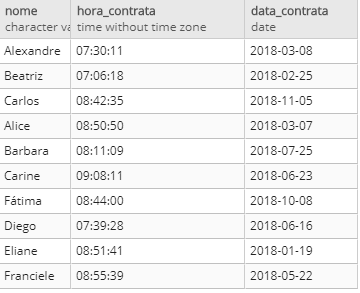 nome hora_contrata data_contrata
character va time without time zone date
Alexandre 07:30:11 2018-03-08
Beatriz 07:06:18 2018-02-25
Carlos 08:42:35 2018-11-05
Alice 08:50:50 2018-03-07
Barbara 08:11:09 2018-07-25
Carine 09:08:11 2018-06-23
Fátima 08:44:00 2018-10-08
Diego 07:39:28 2018-06-16
Eliane 08:51:41 2018-01-19
Franciele 08:55:39 2018-05-22